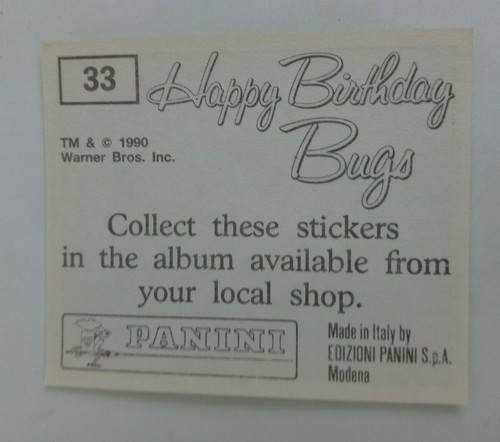 33
Happy Birthday
Bugs
TM & © 1990
Warner Bros. Inc.
Collect these stickers
in the album available from
your local shop.
PANINI
Made in Italy by
EDIZIONI PANINI S.p.A.
Modena